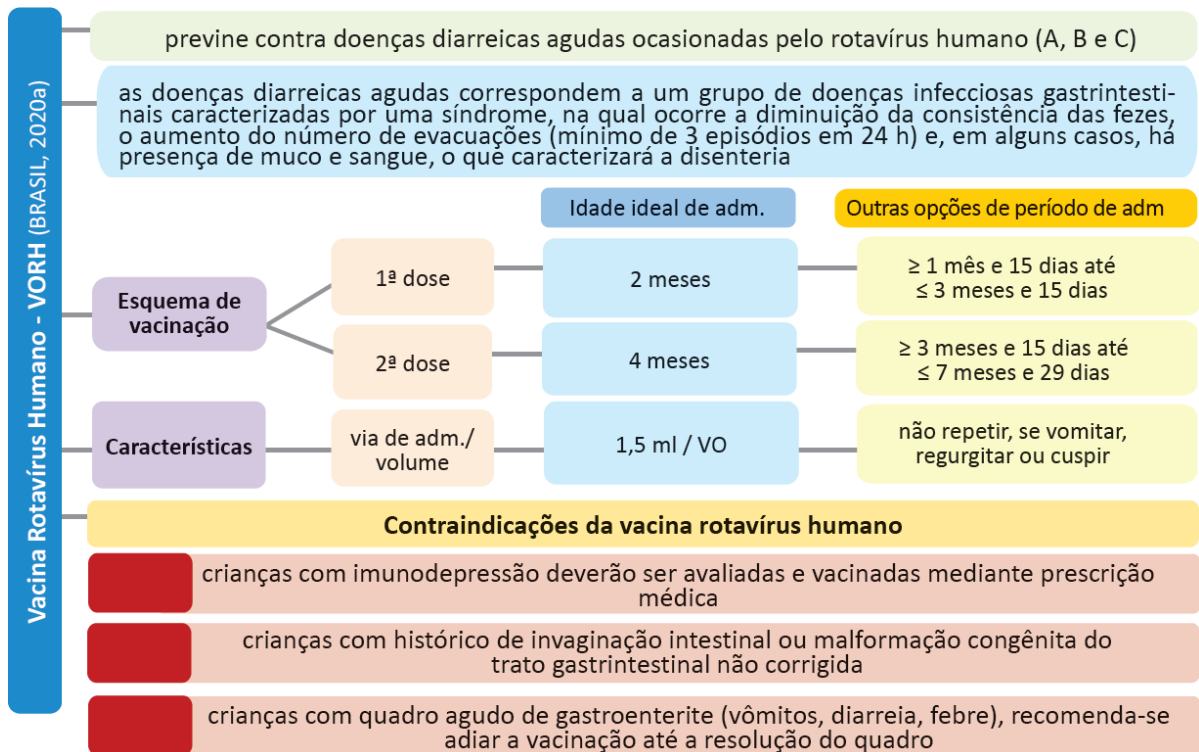 Vacina Rotavírus Humano - VORH (BRASIL, 2020a)
previne contra doenças diarreicas agudas ocasionadas pelo rotavírus humano (A, B e C)
as doenças diarreicas agudas correspondem a um grupo de doenças infecciosas gastrintesti-
nais caracterizadas por uma síndrome, na qual ocorre a diminuição da consistência das fezes,
o aumento do número de evacuações (mínimo de 3 episódios em 24 h) e, em alguns casos, há
presença de muco e sangue, o que caracterizará a disenteria
Idade ideal de adm.
Outras opções de período de adm
Esquema de
vacinação
1ª dose
2 meses
≥ 1 mês e 15 dias até
≤ 3 meses e 15 dias
2ª dose
4 meses
≥ 3 meses e 15 dias até
≤ 7 meses e 29 dias
Características
via de adm./
volume
1,5 ml / VO
não repetir, se vomitar,
regurgitar ou cuspir
Contraindicações da vacina rotavírus humano
crianças com imunodepressão deverão ser avaliadas e vacinadas mediante prescrição
médica
crianças com histórico de invaginação intestinal ou malformação congênita do
trato gastrintestinal não corrigida
crianças com quadro agudo de gastroenterite (vômitos, diarreia, febre), recomenda-se
adiar a vacinação até a resolução do quadro